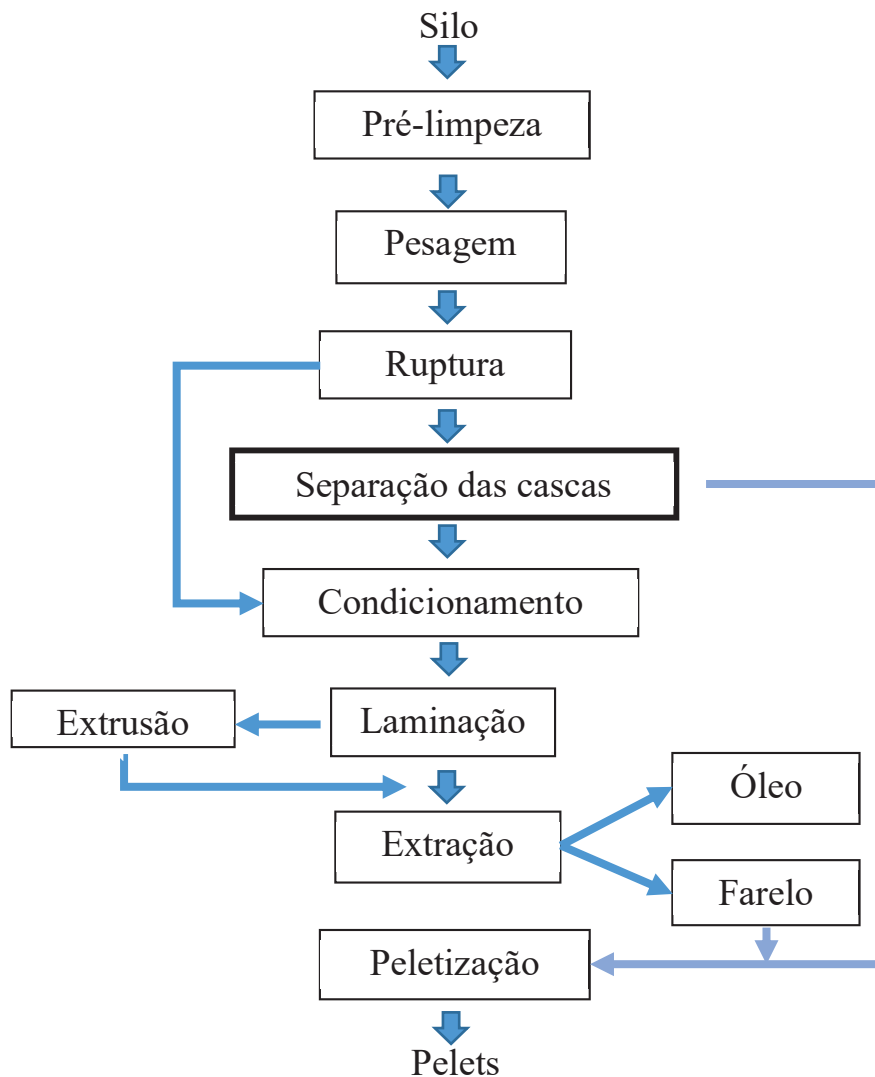 Silo
Pré-limpeza
Pesagem
Ruptura
Separação das cascas
Condicionamento
Extrusão
Laminação
Óleo
Extração
Farelo
Peletização
Pelets